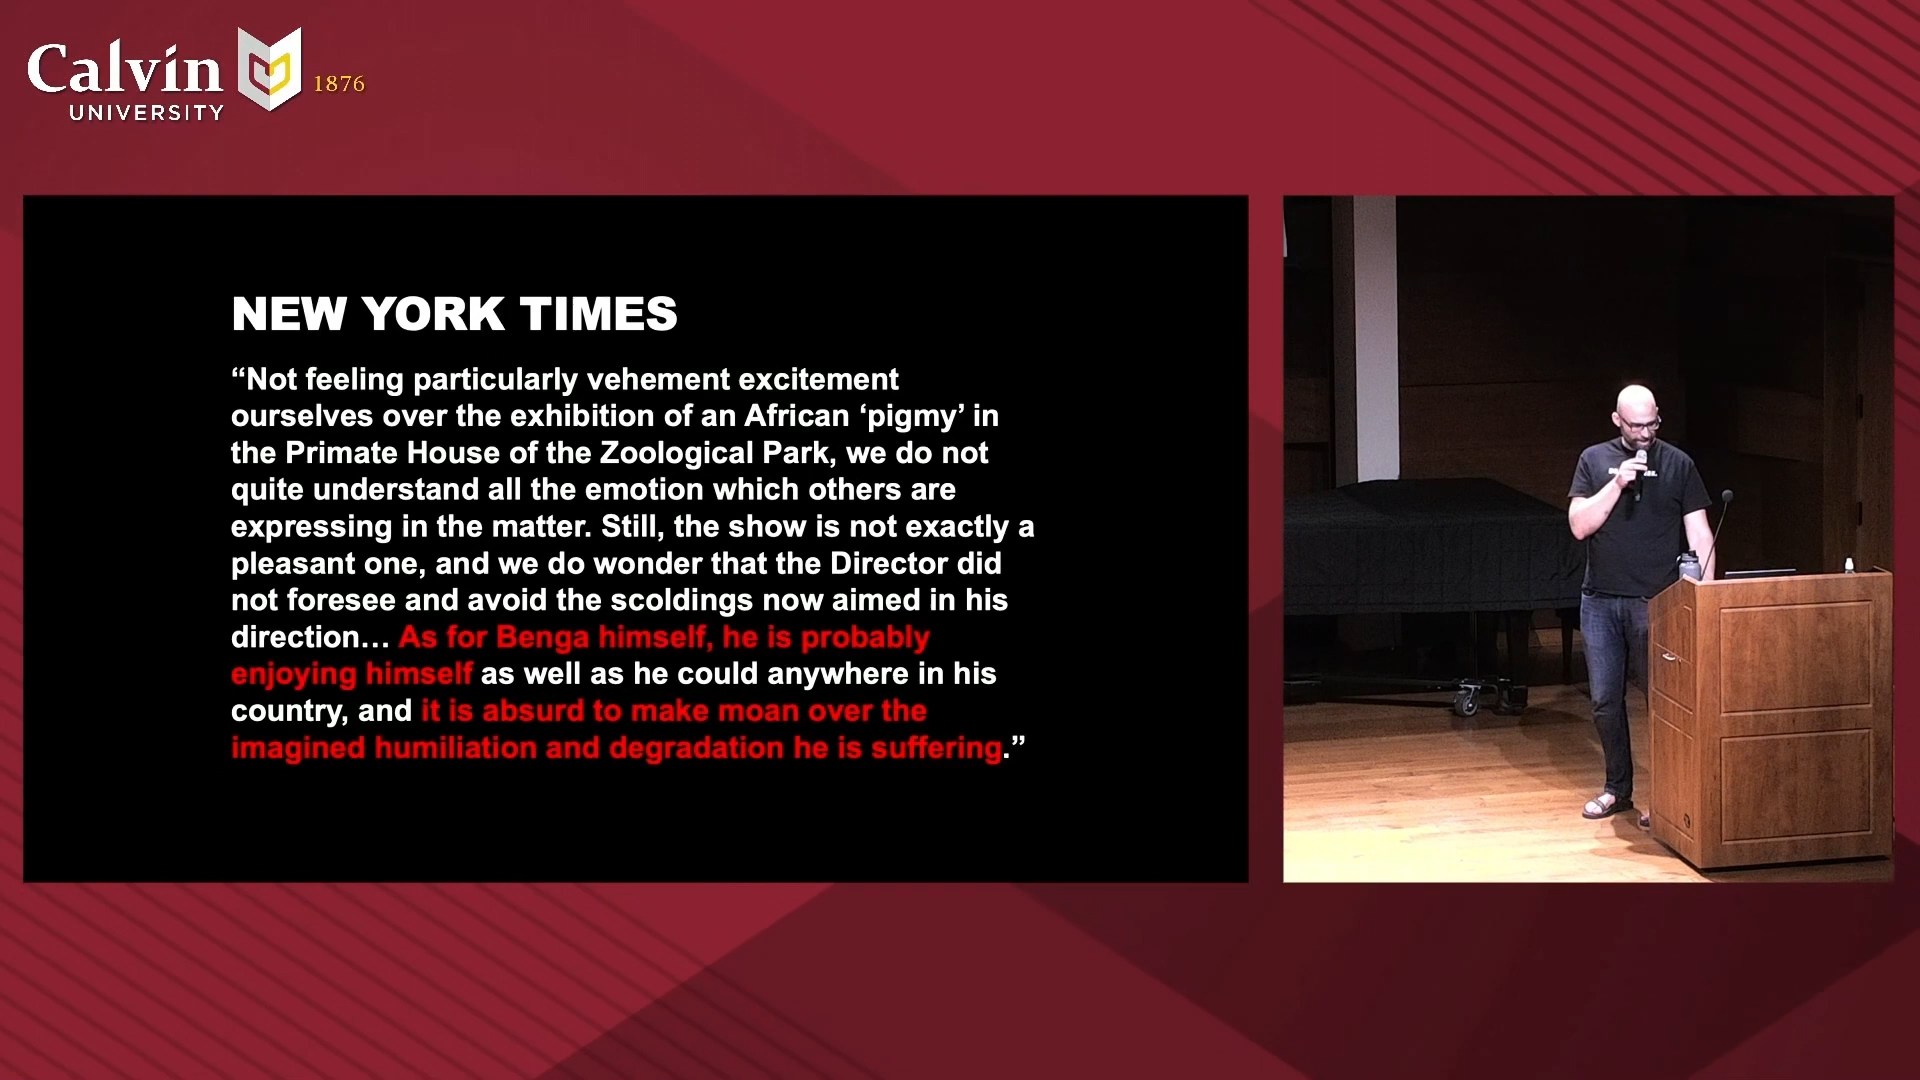 Calvin
UNIVERSITY
1876
NEW YORK TIMES
“Not feeling particularly vehement excitement
ourselves over the exhibition of an African ‘pigmy’ in
the Primate House of the Zoological Park, we do not
quite understand all the emotion which others are
expressing in the matter. Still, the show is not exactly a
pleasant one, and we do wonder that the Director did
not foresee and avoid the scoldings now aimed in his
direction… As for Benga himself, he is probably
enjoying himself as well as he could anywhere in his
country, and it is absurd to make moan over the
imagined humiliation and degradation he is suffering.”